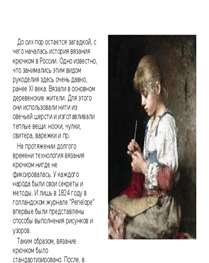 До сих пор остается загадкой, с
чего началась история вязания
крючком в России. Одно известно,
что занимались этим видом
рукоделия здесь очень давно,
ранее XI века. Вязали в основном
деревенские жители. Для этого
они использовали нити из
овечьей шерсти и изготавливали
теплые вещи: носки, чулки,
свитера, варежки и пр.
На протяжении долгого
времени технология вязания
крючком нигде не
фиксировалась. У каждого
народа были свои секреты и
методы. И лишь в 1824 году в
голландском журнале "Penelope"
впервые были представлены
способы выполнения рисунков и
узоров.
Таким образом, вязание
крючком было
стандартизировано. После, в